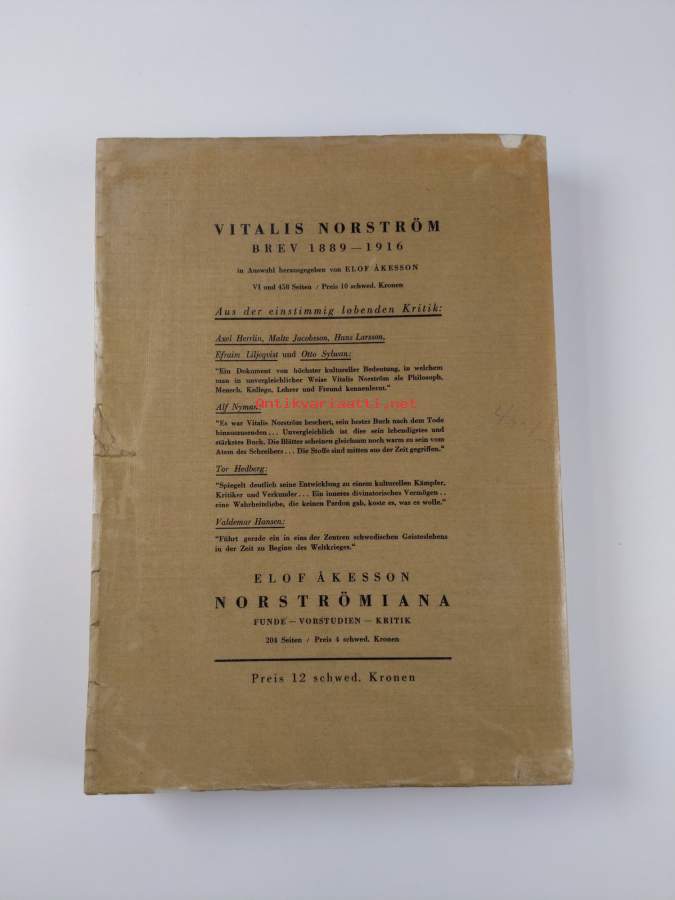 VITALIS NORSTRÖM
BREV 1889–1916
in Auswahl herausgegeben von ELOF ÅKESSON
VI und 450 Seiten / Preis 10 schwed. Kronen
Aus der einstimmig lobenden Kritik:
Axel Herrlin, Malte Jacobsson, Hans Larsson,
Efraim Liljeqvist und Otto Sylwan:
"Ein Dokument von höchster kultureller Bedeutung, in welchem
man in unvergleichlicher Weise Vitalis Norström als Philosoph,
Mensch, Kollege, Lehrer und Freund kennenlernt."
Antikvariaatti.net
Alf Nyman:
"Es war Vitalis Norström beschert, sein bestes Buch nach dem Tode
hinauszusenden... Unvergleichlich ist dies sein lebendigstes und
stärkstes Buch. Die Blätter scheinen gleichsam noch warm zu sein vom
Atem des Schreibers... Die Stoffe sind mitten aus der Zeit gegriffen."
Tor Hedberg:
"Spiegelt deutlich seine Entwicklung zu einem kulturellen Kämpfer,
Kritiker und Verkunder... Ein inneres divinatorisches Vermögen..
eine Wahrheitsliebe, die keinen Pardon gab, koste es, was es wolle."
Valdemar Hansen:
"Führt gerade ein in eins der Zentren schwedischen Geisteslebens
in der Zeit zu Beginn des Weltkrieges."
ELOF ÅKESSON
NORSTRÖMIANA
FUNDE – VORSTUDIEN – KRITIK
204 Seiten / Preis 4 schwed. Kronen
Preis 12 schwed. Kronen